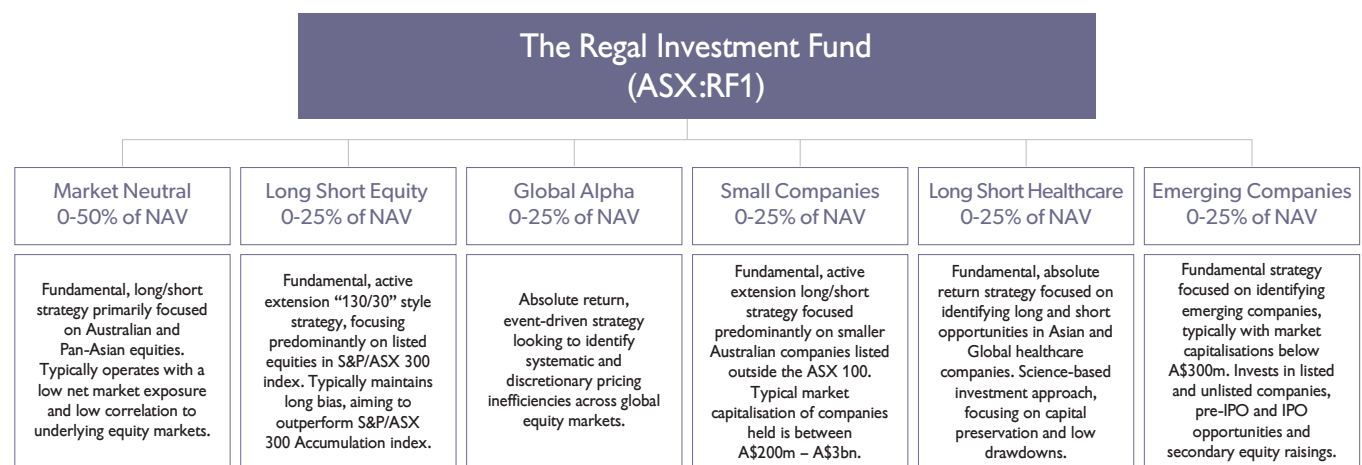 The Regal Investment Fund
(ASX:RF1)
Market Neutral
0-50% of NAV
Fundamental, long/short
strategy primarily focused
on Australian and
Pan-Asian equities.
Typically operates with a
low net market exposure
and low correlation to
underlying equity markets.
Long Short Equity
0-25% of NAV
Fundamental, active
extension “130/30” style
strategy, focusing
predominantly on listed
equities in S&P/ASX 300
index. Typically maintains
long bias, aiming to
outperform S&P/ASX
300 Accumulation index.
Global Alpha
0-25% of NAV
Absolute return,
event-driven strategy
looking to identify
systematic and
discretionary pricing
inefficiencies across global
equity markets.
Small Companies
0-25% of NAV
Fundamental, active
extension long/short
strategy focused
predominantly on smaller
Australian companies listed
outside the ASX 100.
Typical market
capitalisation of companies
held is between
A$200m – A$3bn.
Long Short Healthcare
0-25% of NAV
Fundamental, absolute
return strategy focused on
identifying long and short
opportunities in Asian and
Global healthcare
companies. Science-based
investment approach,
focusing on capital
preservation and low
drawdowns.
Emerging Companies
0-25% of NAV
Fundamental strategy
focused on identifying
emerging companies,
typically with market
capitalisations below
A$300m. Invests in listed
and unlisted companies,
pre-IPO and IPO
opportunities and
secondary equity raisings.